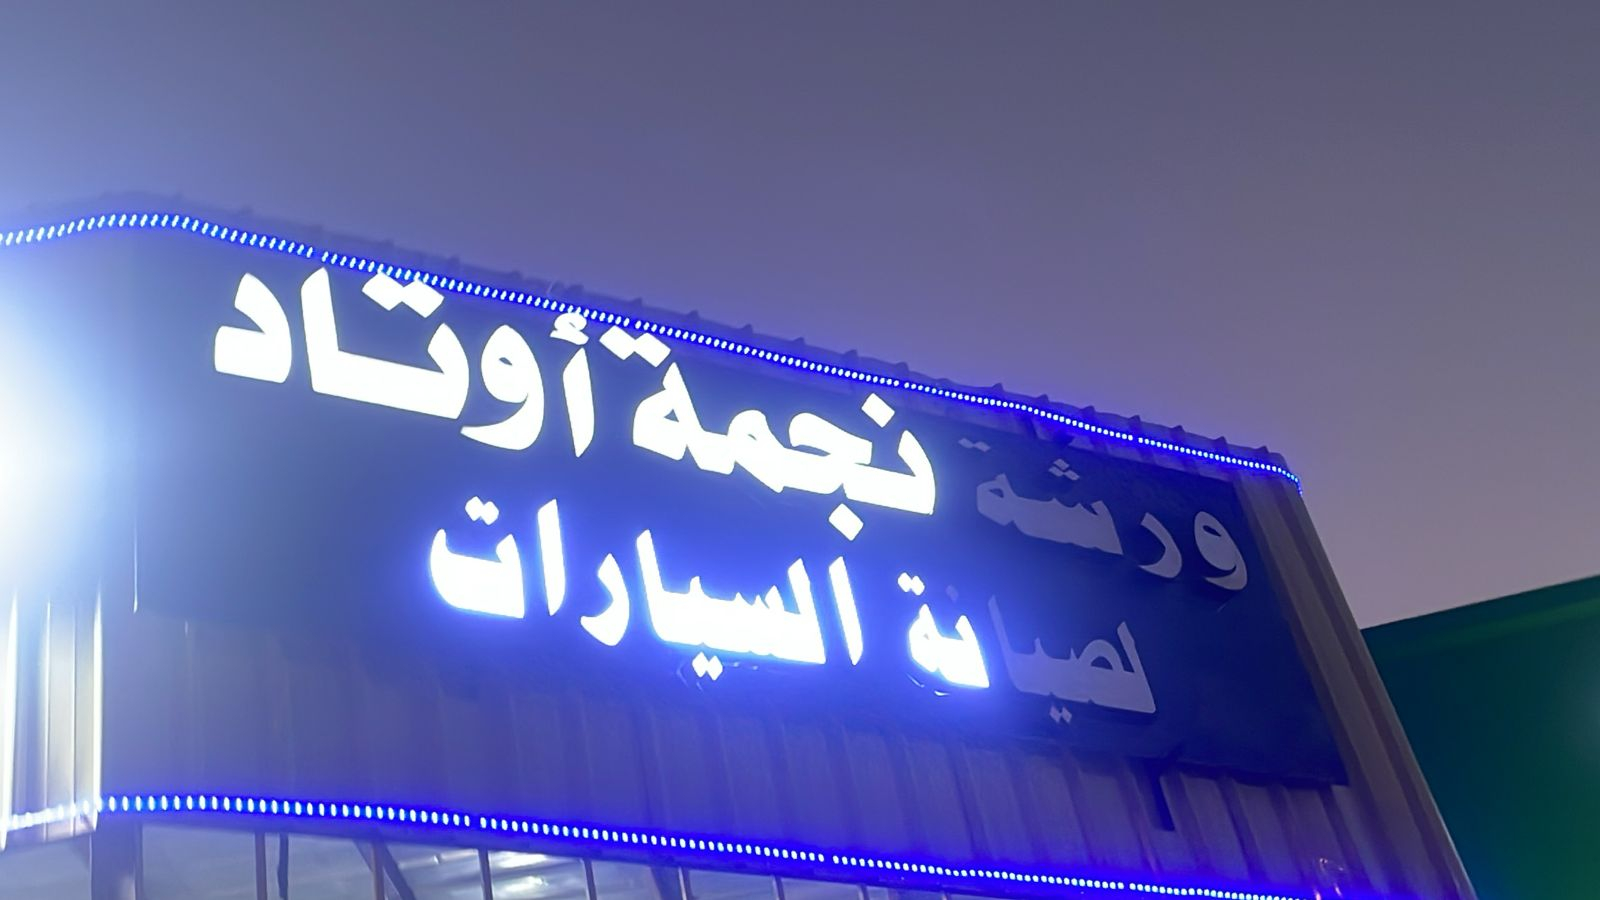 ورشة نجمة أوتاد
لصيانة السيارات